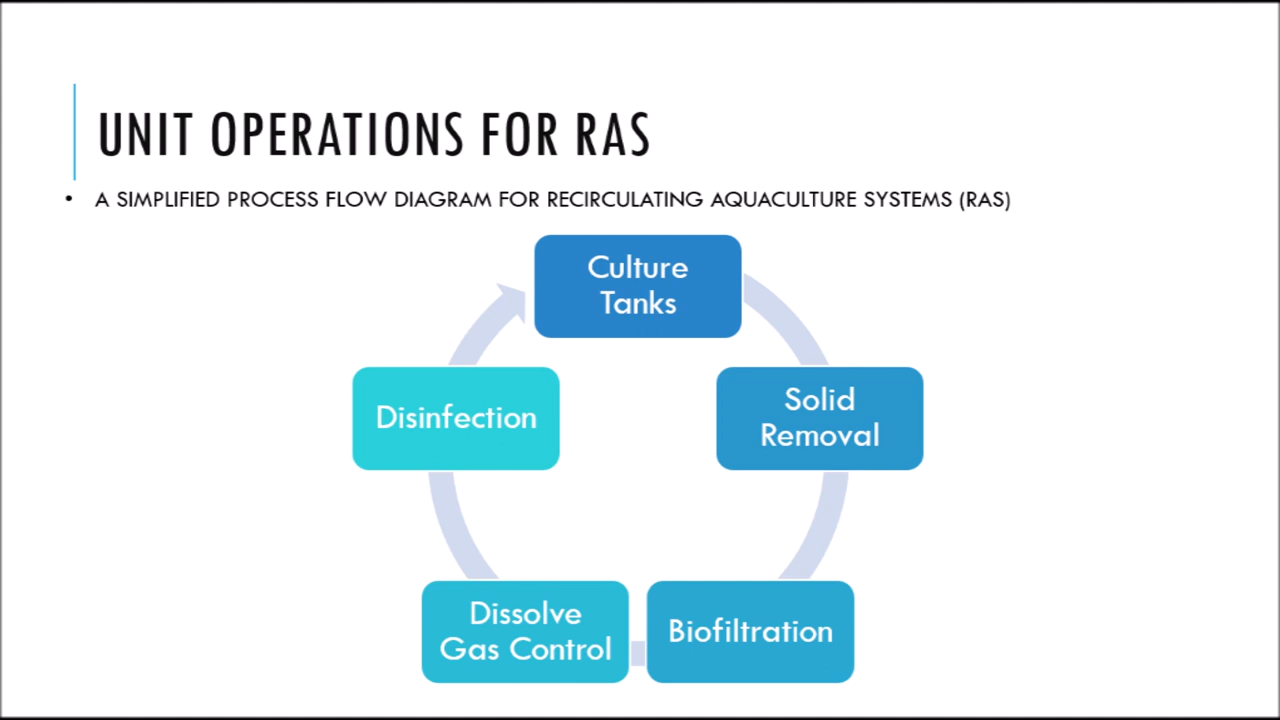 UNIT OPERATIONS FOR RAS
• A SIMPLIFIED PROCESS FLOW DIAGRAM FOR RECIRCULATING AQUACULTURE SYSTEMS (RAS)
Culture
Tanks
Solid
Removal
Biofiltration
Dissolve
Gas Control
Disinfection